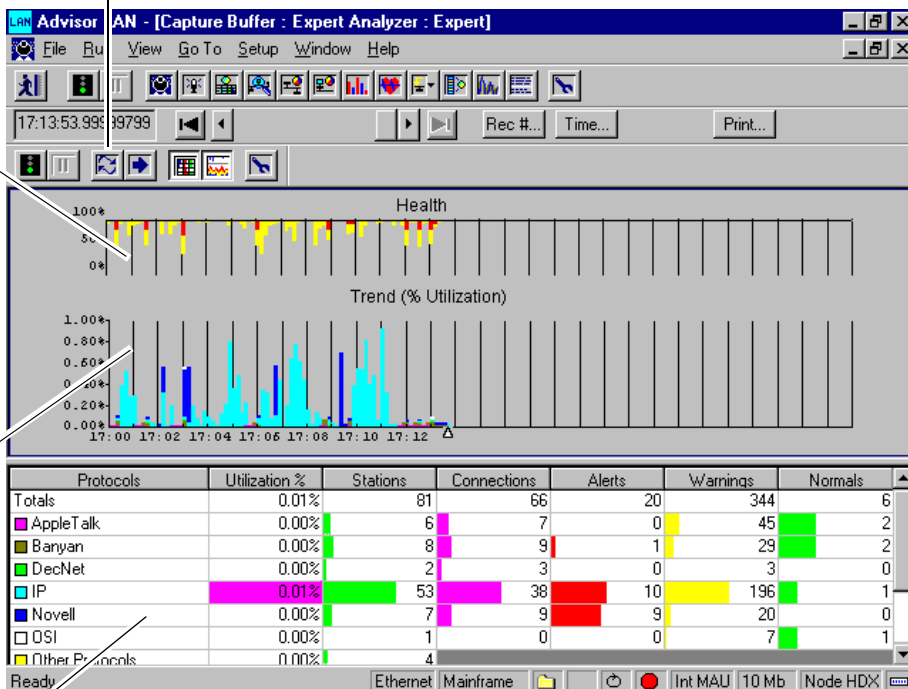 LAN Advisor LAN - [Capture Buffer : Expert Analyzer : Expert]
File Ru View Go To Setup Window Help
17:13:53.99999799 Rec #... Time... Print...
Health
100%
50
0%
Trend (% Utilization)
1.00%
0.80%
0.60%
0.40%
0.20%
0.00%
17:00 17:02 17:04 17:06 17:08 17:10 17:12
Protocols Utilization % Stations Connections Alerts Warnings Normals
Totals 0.01% 81 66 20 344 6
AppleTalk 0.00% 6 7 0 45 2
Banyan 0.00% 8 9 1 29 2
DecNet 0.00% 2 3 0 3 0
IP 0.01% 53 38 10 196 1
Novell 0.00% 7 9 9 20 0
OSI 0.00% 1 0 0 7 1
Other Protocols 0.00% 4
Ready Ethernet Mainframe Int MAU 10 Mb Node HDX